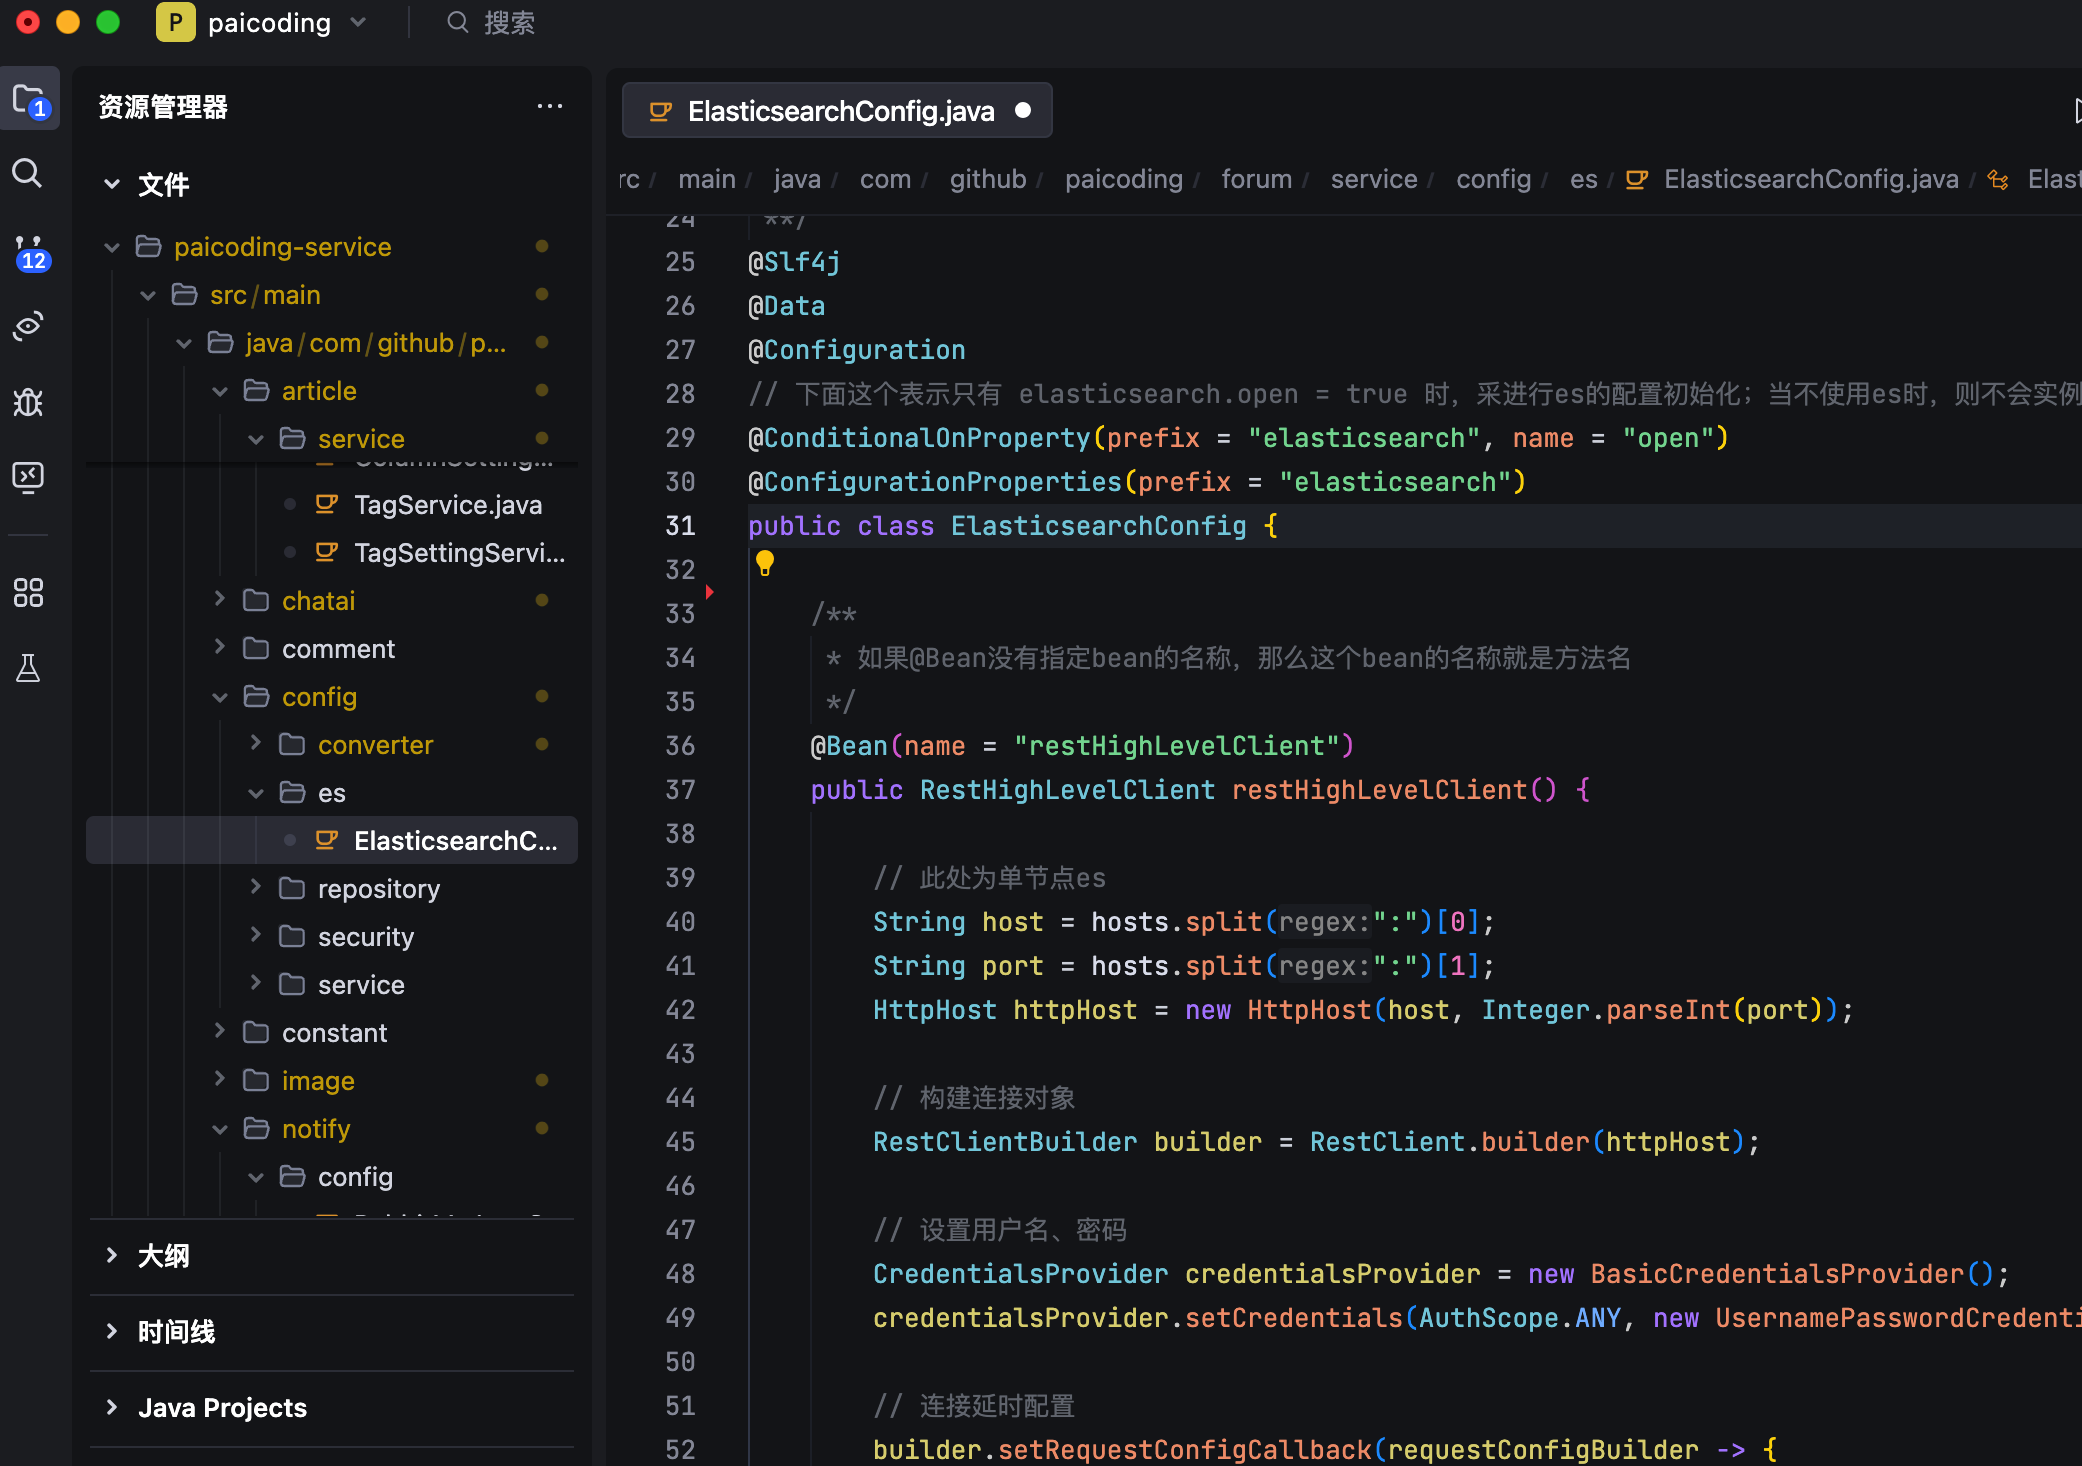 P paicoding 搜索
1
12
资源管理器 ...
文件
paicoding-service
src/main
java/com/github/p...
article
service
TagService.java
TagSettingServi...
chatai
comment
config
converter
es
ElasticsearchC...
repository
security
service
constant
image
notify
config
大纲
时间线
Java Projects
ElasticsearchConfig.java
rc / main / java / com / github / paicoding / forum / service / config / es / ElasticsearchConfig.java / Elast
24 **/
25 @Slf4j
26 @Data
27 @Configuration
28 // 下面这个表示只有 elasticsearch.open = true 时，采进行es的配置初始化；当不使用es时，则不会实例
29 @ConditionalOnProperty(prefix = "elasticsearch", name = "open")
30 @ConfigurationProperties(prefix = "elasticsearch")
31 public class ElasticsearchConfig {
32
33 /**
34 * 如果@Bean没有指定bean的名称，那么这个bean的名称就是方法名
35 */
36 @Bean(name = "restHighLevelClient")
37 public RestHighLevelClient restHighLevelClient() {
38
39 // 此处为单节点es
40 String host = hosts.split(regex:":")[0];
41 String port = hosts.split(regex:":")[1];
42 HttpHost httpHost = new HttpHost(host, Integer.parseInt(port));
43
44 // 构建连接对象
45 RestClientBuilder builder = RestClient.builder(httpHost);
46
47 // 设置用户名、密码
48 CredentialsProvider credentialsProvider = new BasicCredentialsProvider();
49 credentialsProvider.setCredentials(AuthScope.ANY, new UsernamePasswordCredenti
50
51 // 连接延时配置
52 builder.setRequestConfigCallback(requestConfigBuilder -> {